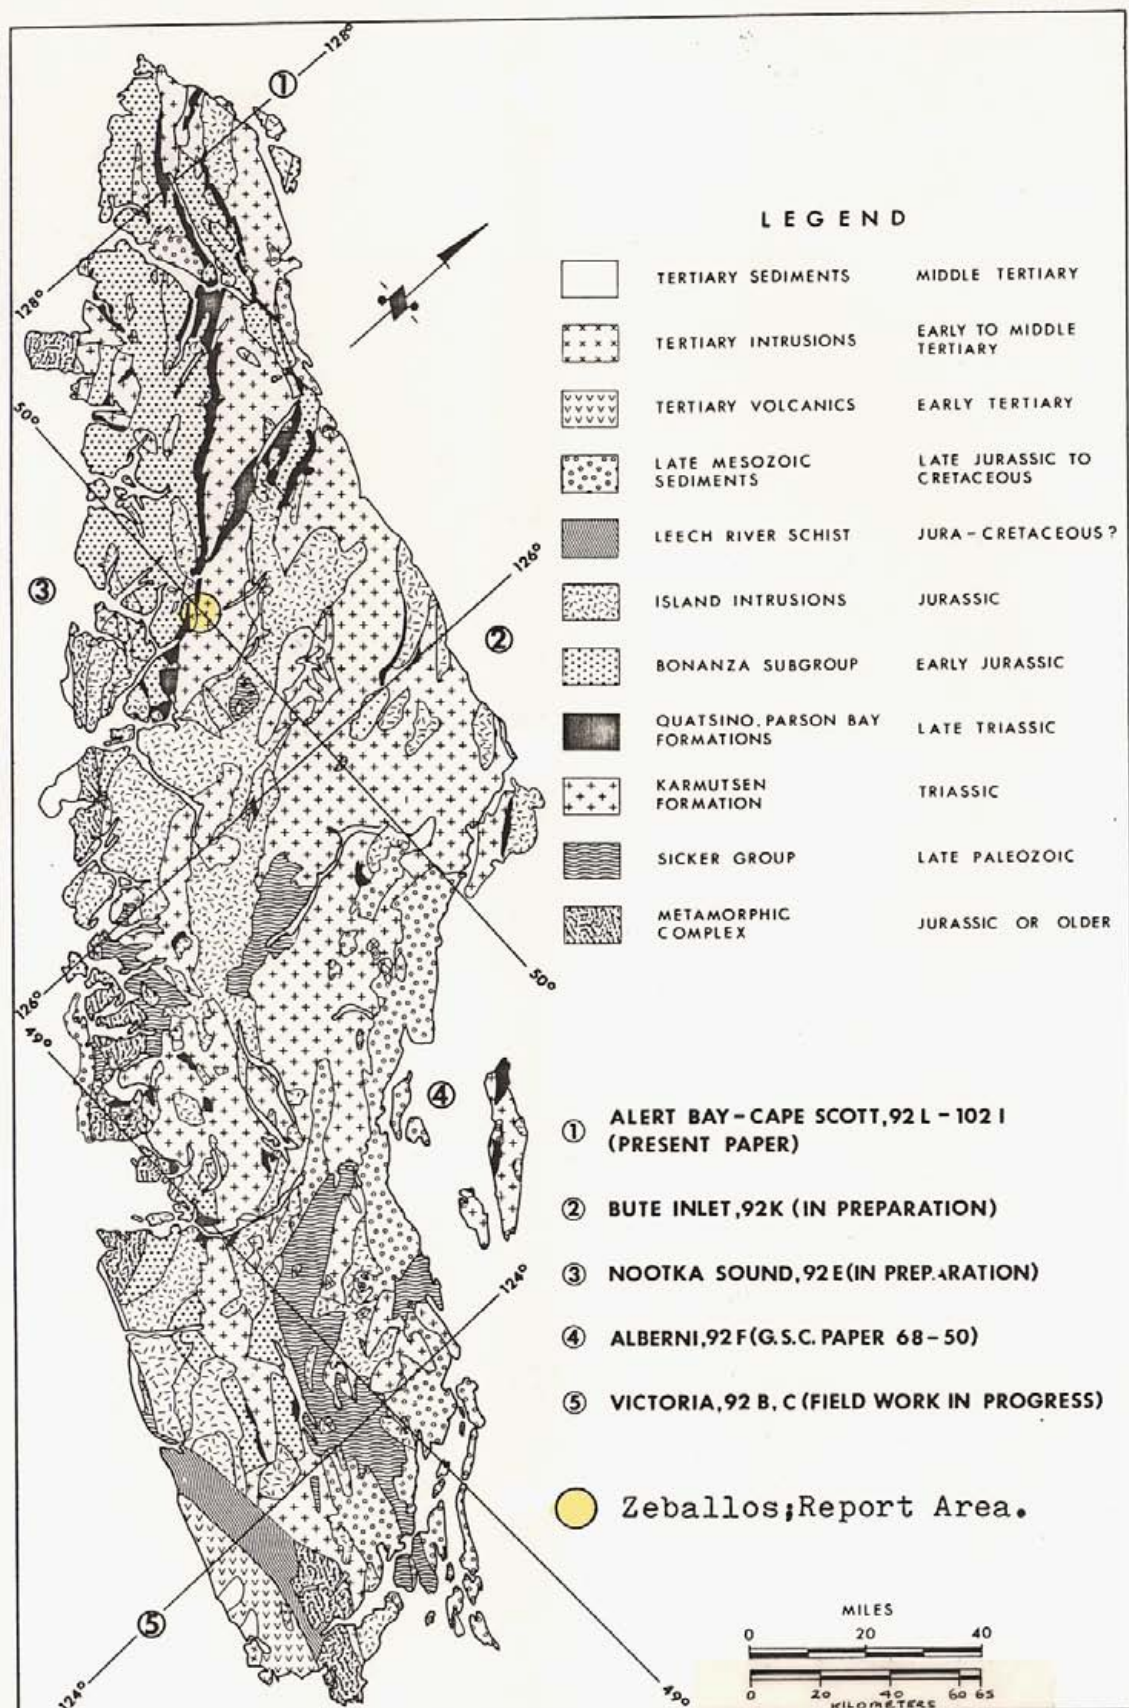 128°
①
128°
50°
③
126°
②
50°
126°
49°
④
124°
⑤
124°
49°
LEGEND
TERTIARY SEDIMENTS MIDDLE TERTIARY
TERTIARY INTRUSIONS EARLY TO MIDDLE
TERTIARY
TERTIARY VOLCANICS EARLY TERTIARY
LATE MESOZOIC LATE JURASSIC TO
SEDIMENTS CRETACEOUS
LEECH RIVER SCHIST JURA-CRETACEOUS?
ISLAND INTRUSIONS JURASSIC
BONANZA SUBGROUP EARLY JURASSIC
QUATSINO, PARSON BAY LATE TRIASSIC
FORMATIONS
KARMUTSEN TRIASSIC
FORMATION
SICKER GROUP LATE PALEOZOIC
METAMORPHIC JURASSIC OR OLDER
COMPLEX
① ALERT BAY-CAPE SCOTT, 92 L - 102 I
(PRESENT PAPER)
② BUTE INLET, 92K (IN PREPARATION)
③ NOOTKA SOUND, 92 E (IN PREPARATION)
④ ALBERNI, 92 F (G.S.C. PAPER 68-50)
⑤ VICTORIA, 92 B, C (FIELD WORK IN PROGRESS)
Zeballos;Report Area.
MILES
0 20 40
0 20 40 60 65
KILOMETERS